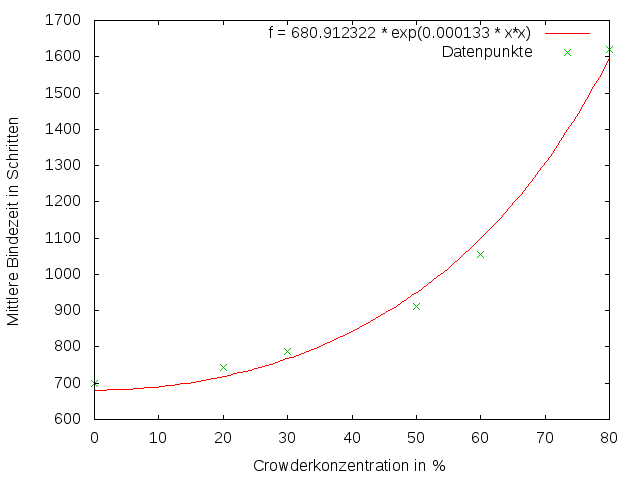 f = 680.912322 * exp(0.000133 * x*x)
Datenpunkte
1700
1600
1500
1400
1300
1200
1100
1000
900
800
700
600
0 10 20 30 40 50 60 70 80
Mittlere Bindezeit in Schritten
Crowderkonzentration in %